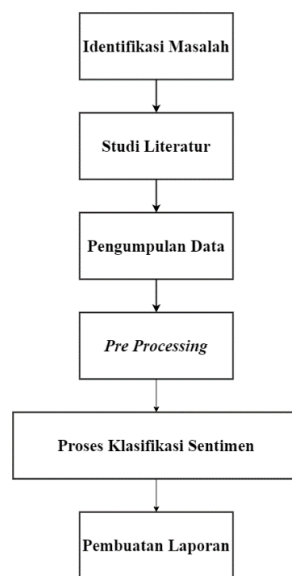 Identifikasi Masalah
Studi Literatur
Pengumpulan Data
Pre Processing
Proses Klasifikasi Sentimen
Pembuatan Laporan